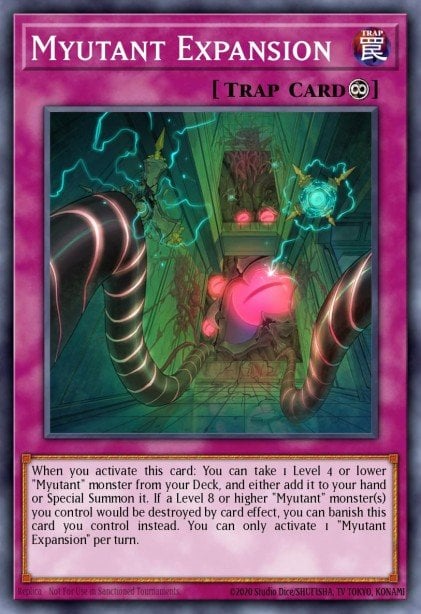 Myutant Expansion
TRAP
罠
[Trap Card]
When you activate this card: You can take 1 Level 4 or lower
"Myutant" monster from your Deck, and either add it to your hand
or Special Summon it. If a Level 8 or higher "Myutant" monster(s)
you control would be destroyed by card effect, you can banish this
card you control instead. You can only activate 1 "Myutant
Expansion" per turn.
Replica - Not For Use in Sanctioned Tournaments
©2020 Studio Dice/SHUEISHA, TV TOKYO, KONAMI